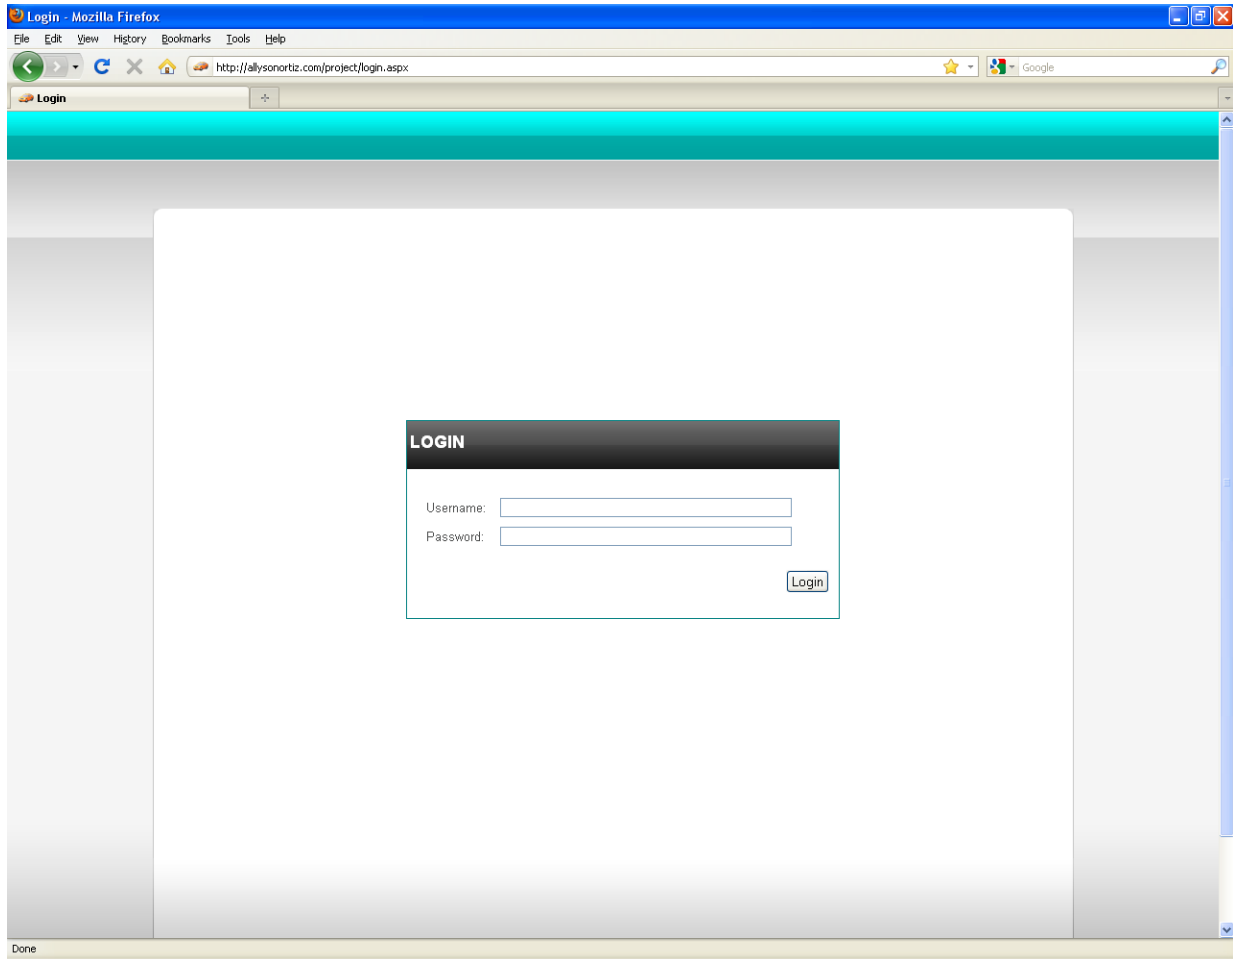 Login - Mozilla Firefox
File Edit View History Bookmarks Tools Help
http://allysonortiz.com/project/login.aspx Google
Login
LOGIN
Username:
Password:
Login
Done